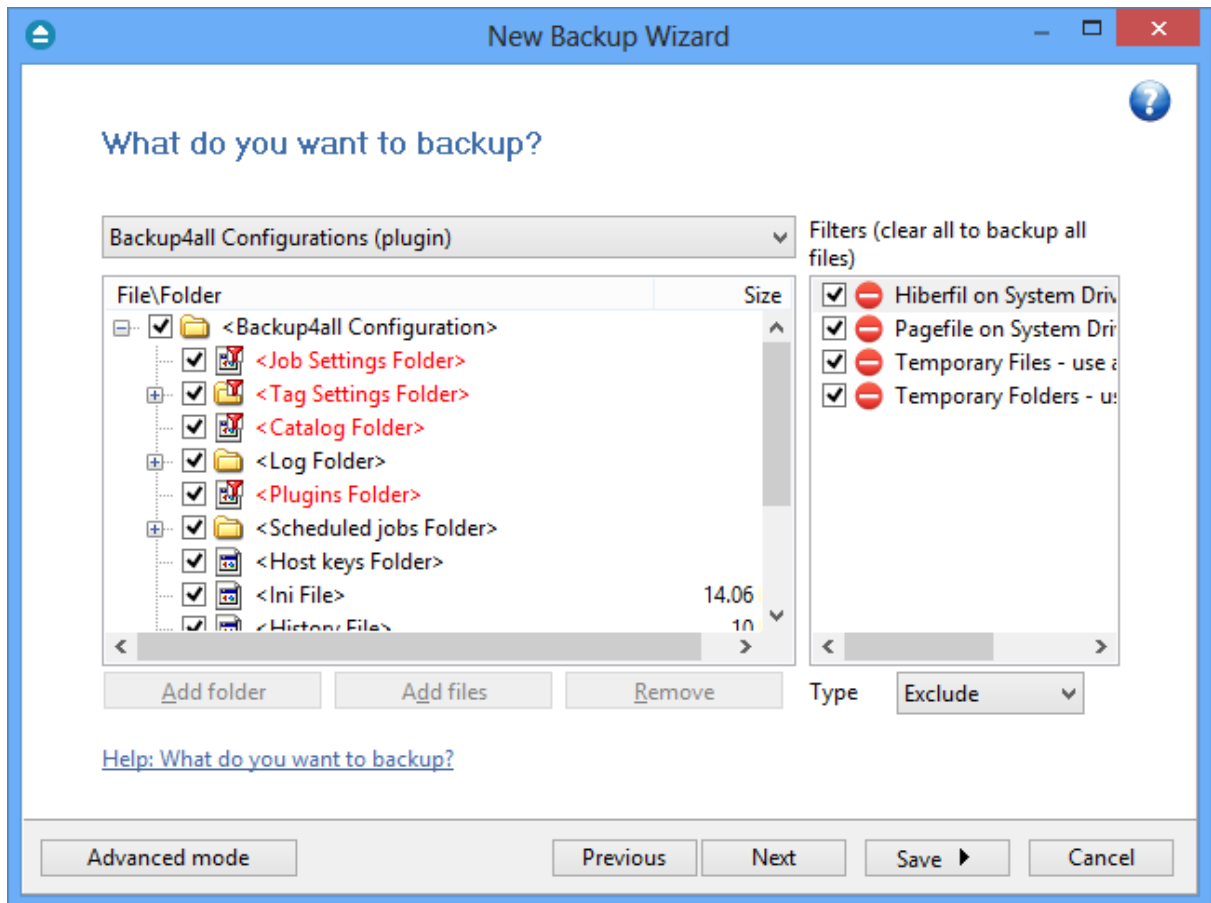 New Backup Wizard
What do you want to backup?
Backup4all Configurations (plugin)
Filters (clear all to backup all
files)
File\Folder Size
<Backup4all Configuration>
<Job Settings Folder>
<Tag Settings Folder>
<Catalog Folder>
<Log Folder>
<Plugins Folder>
<Scheduled jobs Folder>
<Host keys Folder>
<Ini File> 14.06
<History File> 10
Hiberfil on System Driv
Pagefile on System Dri
Temporary Files - use a
Temporary Folders - u
Add folder Add files Remove
Type Exclude
Help: What do you want to backup?
Advanced mode Previous Next Save Cancel